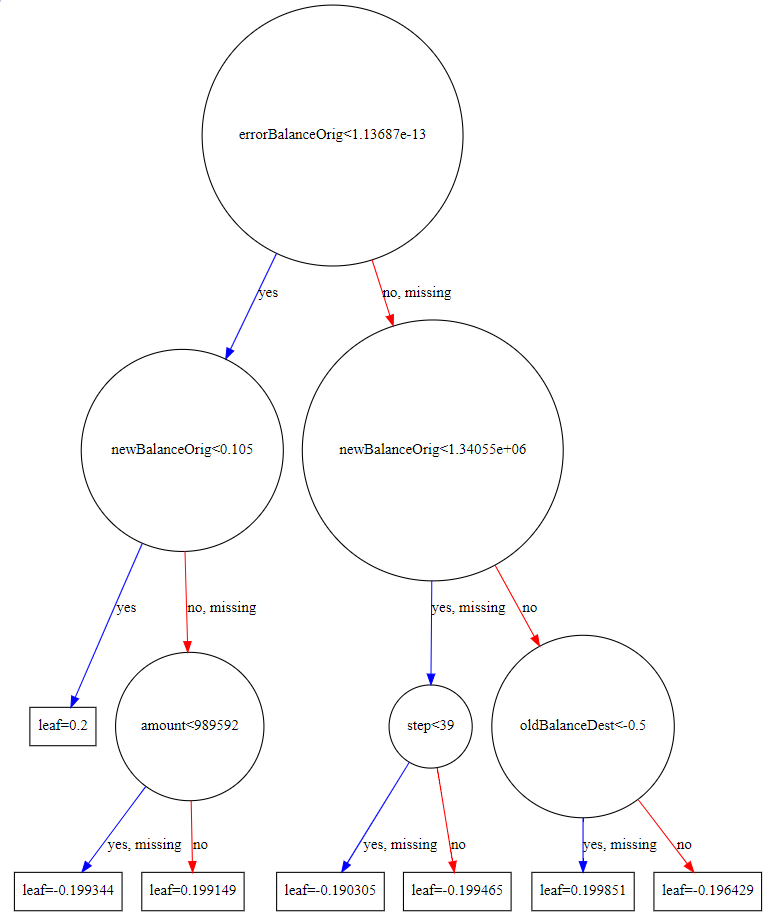 errorBalanceOrig<1.13687e-13
yes
no, missing
newBalanceOrig<0.105
newBalanceOrig<1.34055e+06
yes
no, missing
yes, missing
no
leaf=0.2
amount<989592
step<39
oldBalanceDest<-0.5
yes, missing
no
yes, missing
no
yes, missing
no
leaf=-0.199344
leaf=0.199149
leaf=-0.190305
leaf=-0.199465
leaf=0.199851
leaf=-0.196429